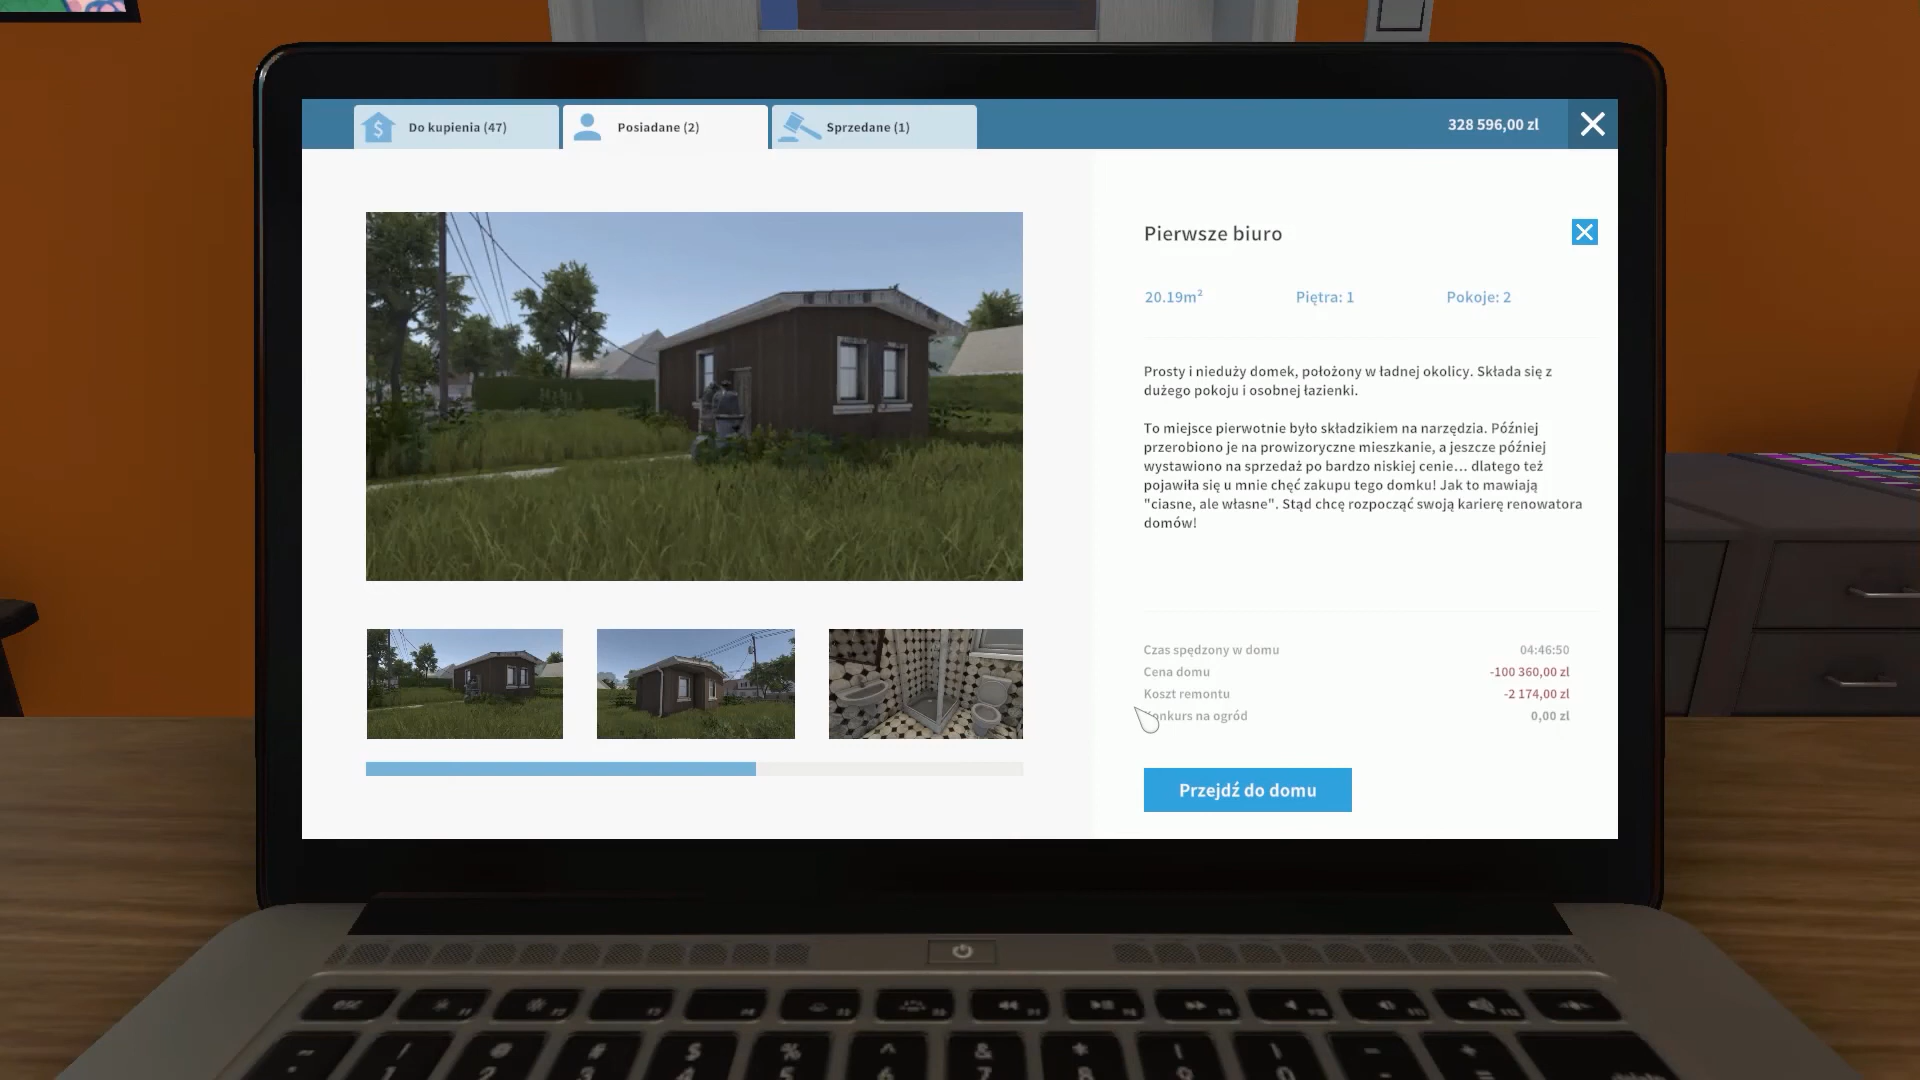 Do kupienia (47)
Posiadane (2)
Sprzedane (1)
328 596,00 zl
Pierwsze biuro
20.19m²
Piętra: 1
Pokoje: 2
Prosty i nieduży domek, położony w ładnej okolicy. Składa się z
dużego pokoju i osobnej łazienki.
To miejsce pierwotnie było składzikiem na narzędzia. Później
przerobiono je na prowizoryczne mieszkanie, a jeszcze później
wystawiono na sprzedaż po bardzo niskiej cenie... dlatego też
pojawiła się u mnie chęć zakupu tego domku! Jak to mawiają
"ciasne, ale własne". Stąd chcę rozpocząć swoją karierę renowatora
domów!
Czas spędzony w domu
04:46:50
Cena domu
-100 360,00 zl
Koszt remontu
-2 174,00 zl
Konkurs na ogród
0,00 zl
Przejdź do domu
esc